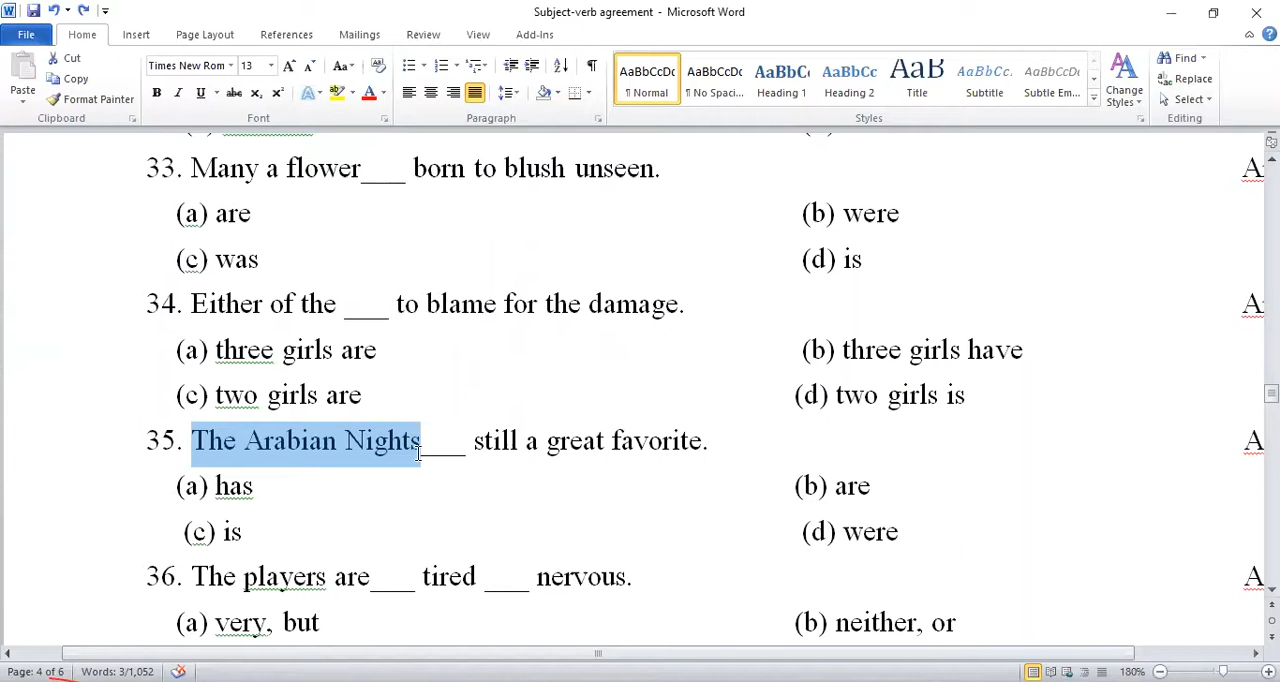 Subject-verb agreement - Microsoft Word
File Home Insert Page Layout References Mailings Review View Add-Ins
Cut
Copy
Format Painter
Paste
Clipboard
Times New Rom 13
Font
Paragraph
AaBbCcDc AaBbCcDc AaBbC AaBbCc AaB AaBbCc. AaBbCcDc
¶ Normal ¶ No Spaci... Heading 1 Heading 2 Title Subtitle Subtle Em...
Styles
Change Styles
Find
Replace
Select
Editing
33. Many a flower___ born to blush unseen.
(a) are (b) were
(c) was (d) is
34. Either of the ___ to blame for the damage.
(a) three girls are (b) three girls have
(c) two girls are (d) two girls is
35. The Arabian Nights___ still a great favorite.
(a) has (b) are
(c) is (d) were
36. The players are___ tired ___ nervous.
(a) very, but (b) neither, or
Page: 4 of 6 Words: 3/1,052 180%